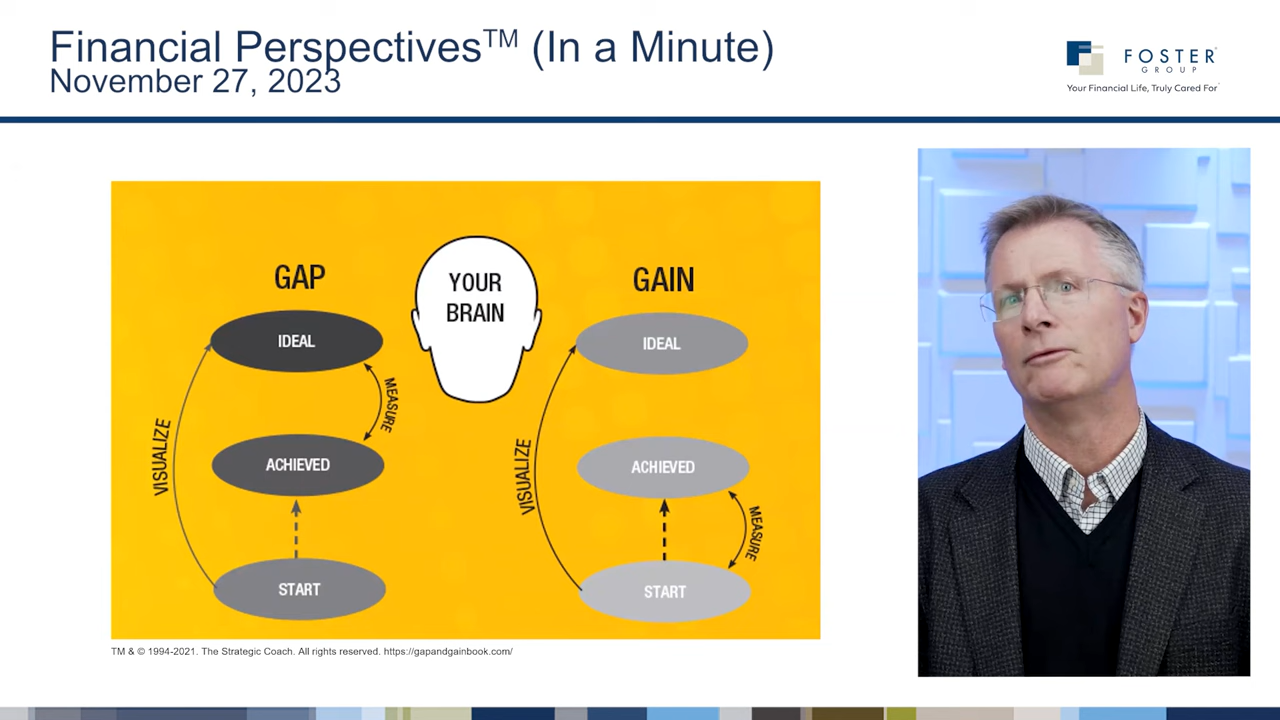 Financial Perspectives™ (In a Minute)
November 27, 2023
FOSTER
GROUP
Your Financial Life, Truly Cared For
GAP
YOUR
BRAIN
GAIN
IDEAL
MEASURE
VISUALIZE
ACHIEVED
START
IDEAL
VISUALIZE
ACHIEVED
MEASURE
START
TM & © 1994-2021. The Strategic Coach. All rights reserved. https://gapandgainbook.com/